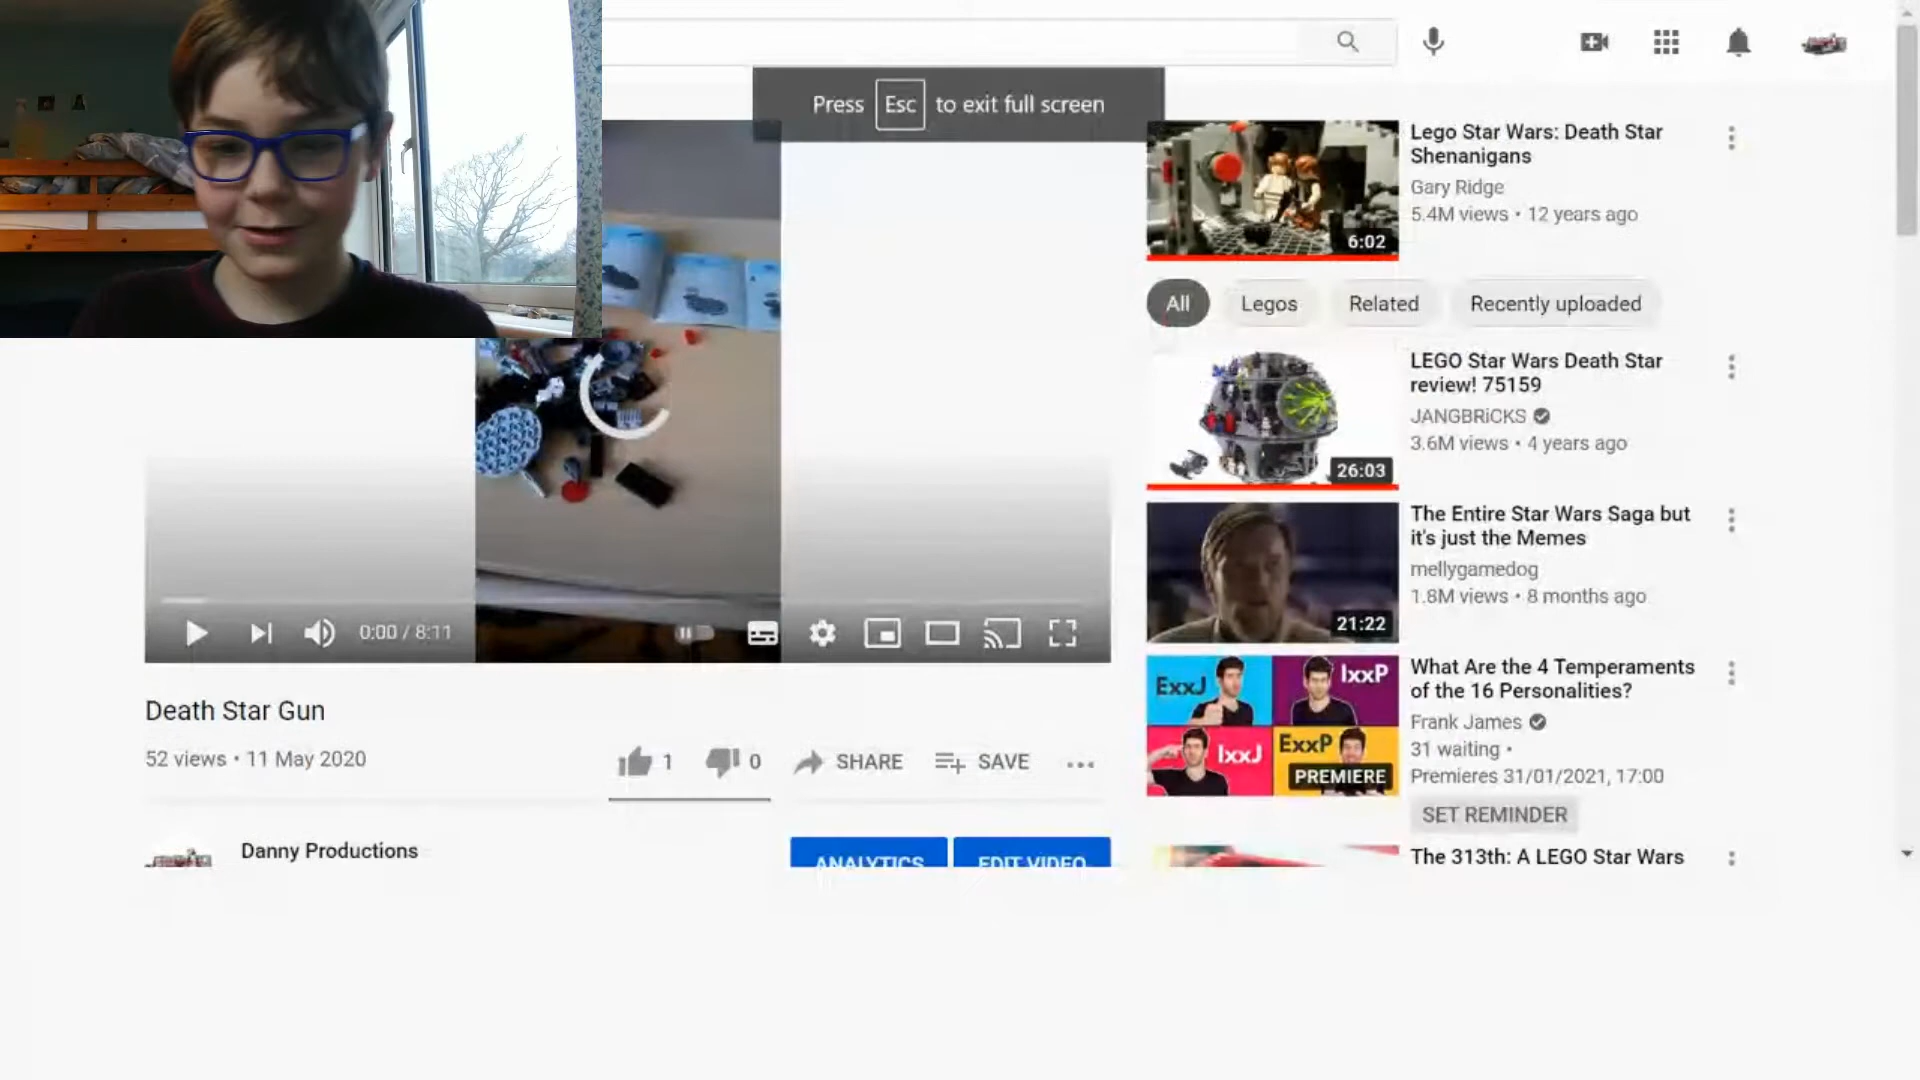 Press Esc to exit full screen
0:00 / 8:11
Death Star Gun
52 views • 11 May 2020
1
0
SHARE
SAVE
Danny Productions
ANALYTICS
EDIT VIDEO
6:02
Lego Star Wars: Death Star
Shenanigans
Gary Ridge
5.4M views • 12 years ago
All
Legos
Related
Recently uploaded
26:03
LEGO Star Wars Death Star
review! 75159
JANGBRiCKS
3.6M views • 4 years ago
21:22
The Entire Star Wars Saga but
it's just the Memes
mellygamedog
1.8M views • 8 months ago
ExxJ
IxxP
IxxJ
ExxP
PREMIERE
What Are the 4 Temperaments
of the 16 Personalities?
Frank James
31 waiting •
Premieres 31/01/2021, 17:00
SET REMINDER
The 313th: A LEGO Star Wars